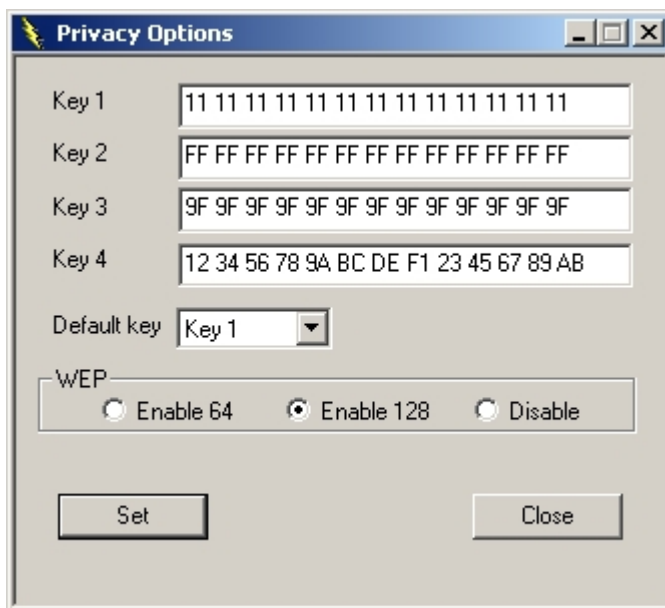 Privacy Options
Key 1 11 11 11 11 11 11 11 11 11 11 11 11 11
Key 2 FF FF FF FF FF FF FF FF FF FF FF FF FF
Key 3 9F 9F 9F 9F 9F 9F 9F 9F 9F 9F 9F 9F 9F
Key 4 12 34 56 78 9A BC DE F1 23 45 67 89 AB
Default key Key 1
WEP
Enable 64 Enable 128 Disable
Set Close